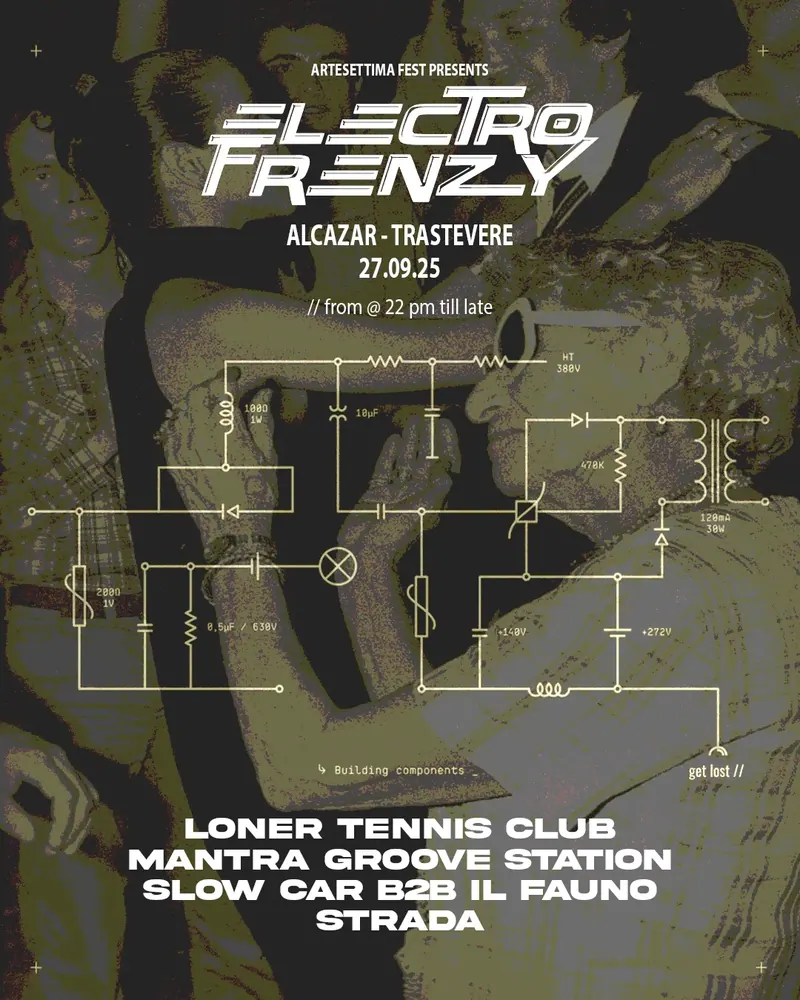 ARTESETTIMA FEST PRESENTS
ELECTRO
FRENZY
ALCAZAR - TRASTEVERE
27.09.25
// from @ 22 pm till late
HT
380V
100Ω
1W
10µF
470K
120mA
30W
200Ω
1V
0,5µF / 630V
+140V
+272V
↳ Building components _
get lost //
LONER TENNIS CLUB
MANTRA GROOVE STATION
SLOW CAR B2B IL FAUNO
STRADA